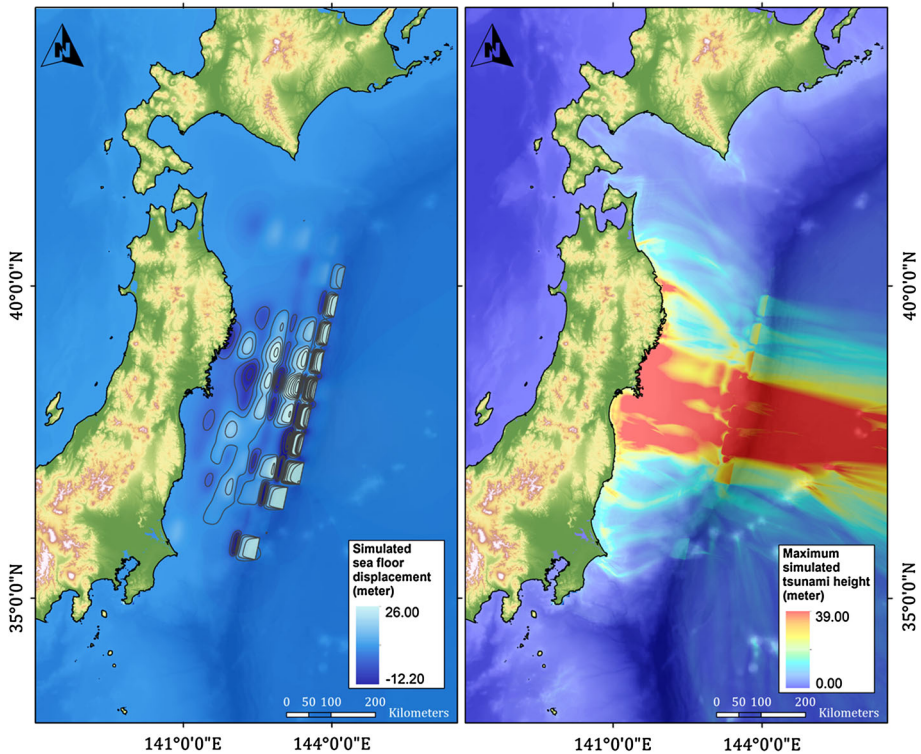 N
N
40°0'0"N
35°0'0"N
Simulated
sea floor
displacement
(meter)
26.00
-12.20
0 50 100 200
Kilometers
141°0'0"E
144°0'0"E
Maximum
simulated
tsunami height
(meter)
39.00
0.00
0 50 100 200
Kilometers
141°0'0"E
144°0'0"E
40°0'0"N
35°0'0"N